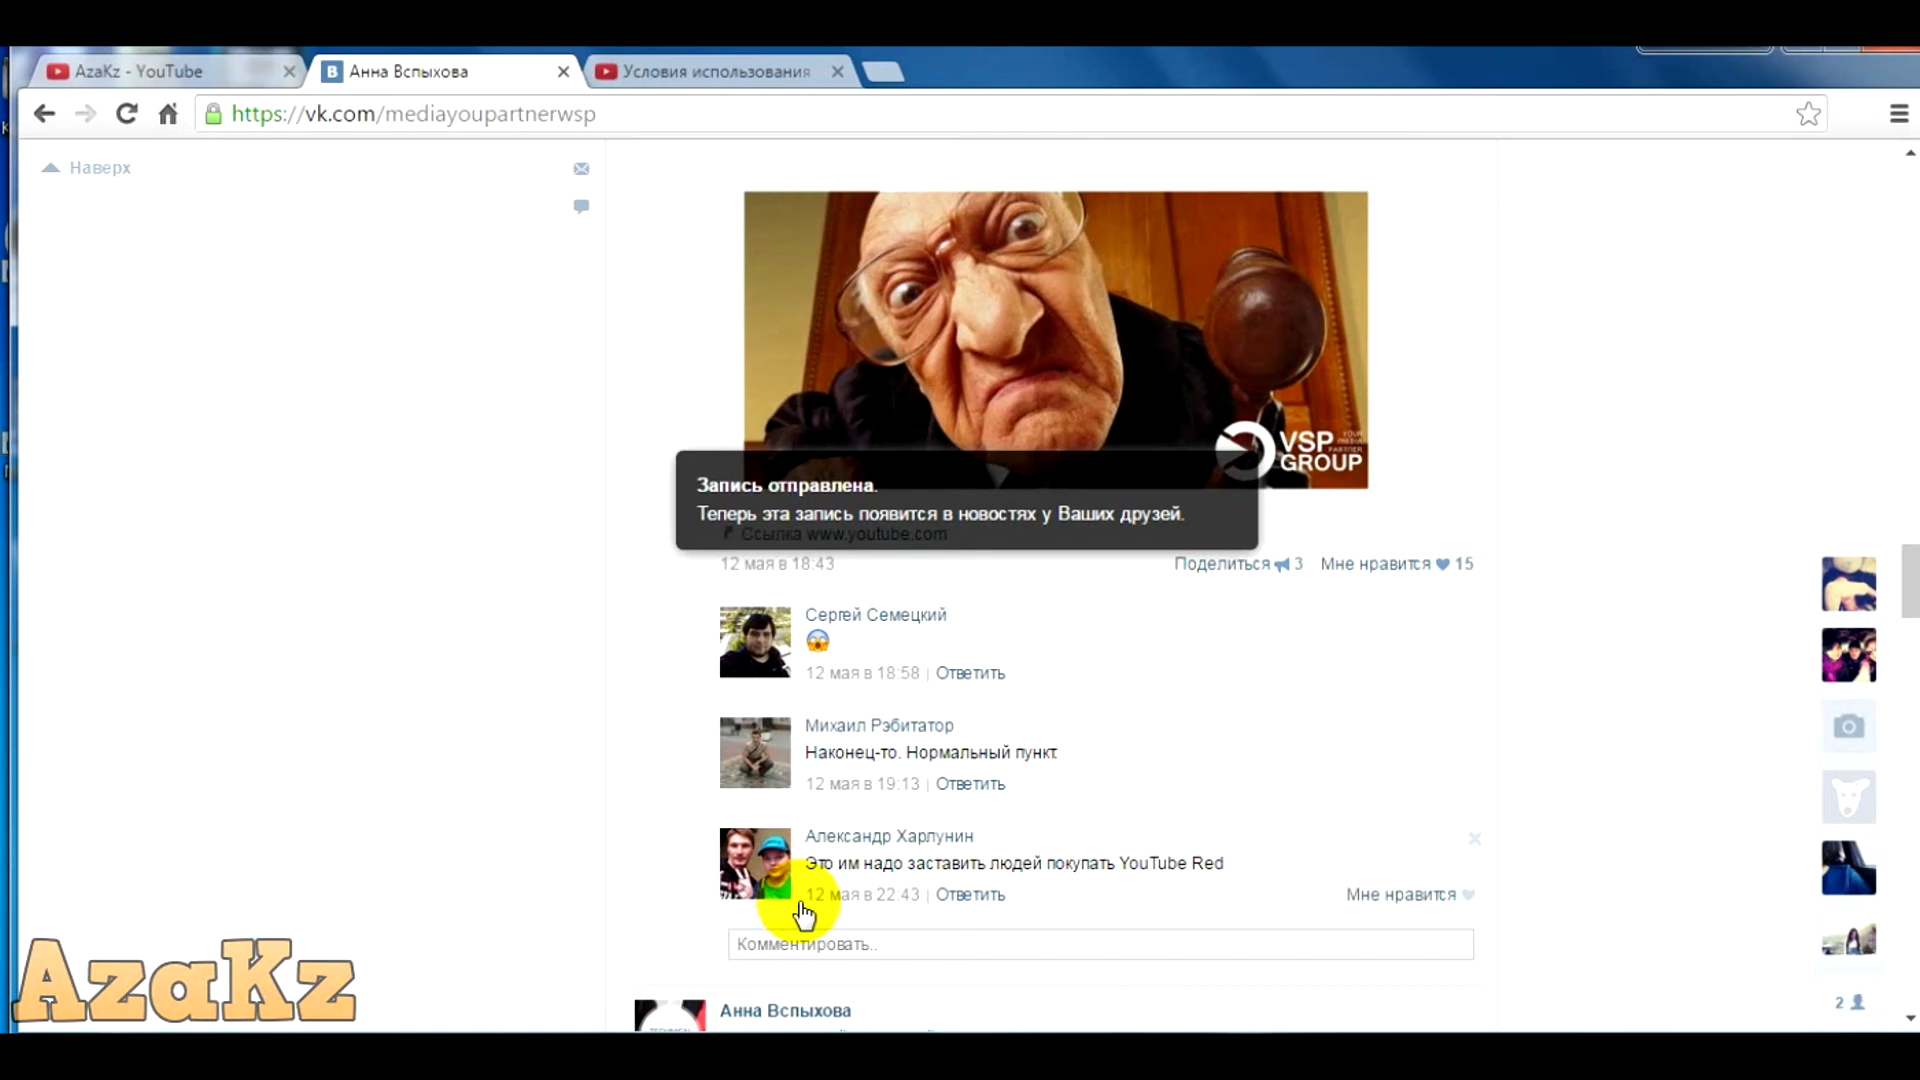 AzaKz - YouTube
Анна Вспыхова
Условия использования
https://vk.com/mediayoupartnerwsp
Наверх
VSP
GROUP
YOUR
MEDIA
PARTNER
Запись отправлена.
Теперь эта запись появится в новостях у Ваших друзей.
Ссылка www.youtube.com
12 мая в 18:43
Поделиться 3 Мне нравится 15
Сергей Семецкий
12 мая в 18:58 | Ответить
Михаил Рэбитатор
Наконец-то. Нормальный пункт.
12 мая в 19:13 | Ответить
Александр Харлунин
Это им надо заставить людей покупать YouTube Red
12 мая в 22:43 | Ответить
Мне нравится
Комментировать..
Анна Вспыхова
2
AzaKz